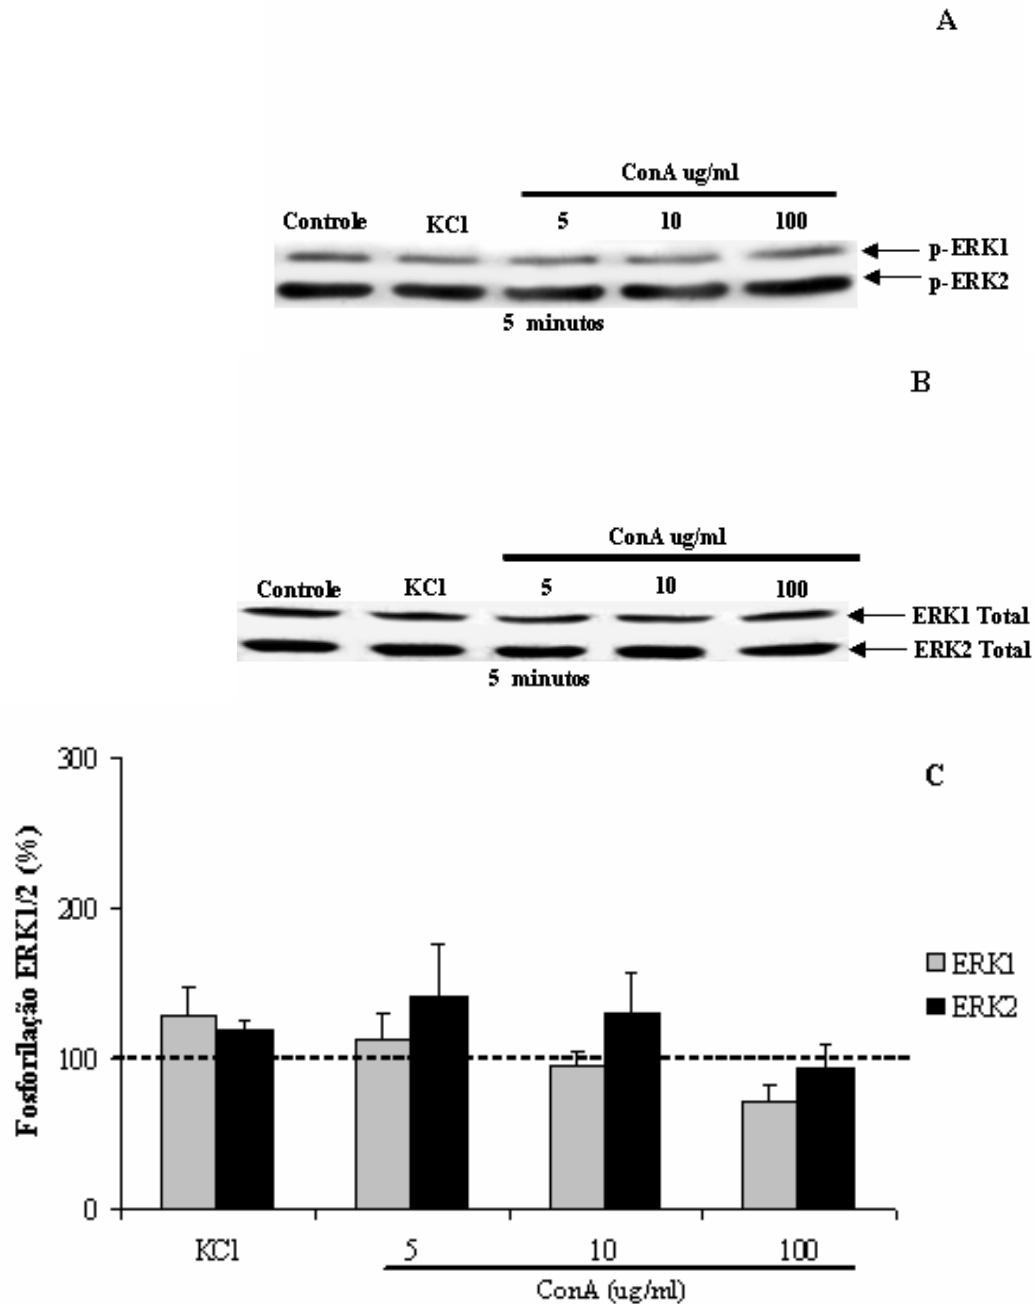 A
ConA ug/ml
Controle KCl 5 10 100
p-ERK1
p-ERK2
5 minutos
B
ConA ug/ml
Controle KCl 5 10 100
ERK1 Total
ERK2 Total
5 minutos
C
Fosforilação ERK1/2 (%)
300
200
100
0
ERK1
ERK2
KCl 5 10 100
ConA (ug/ml)